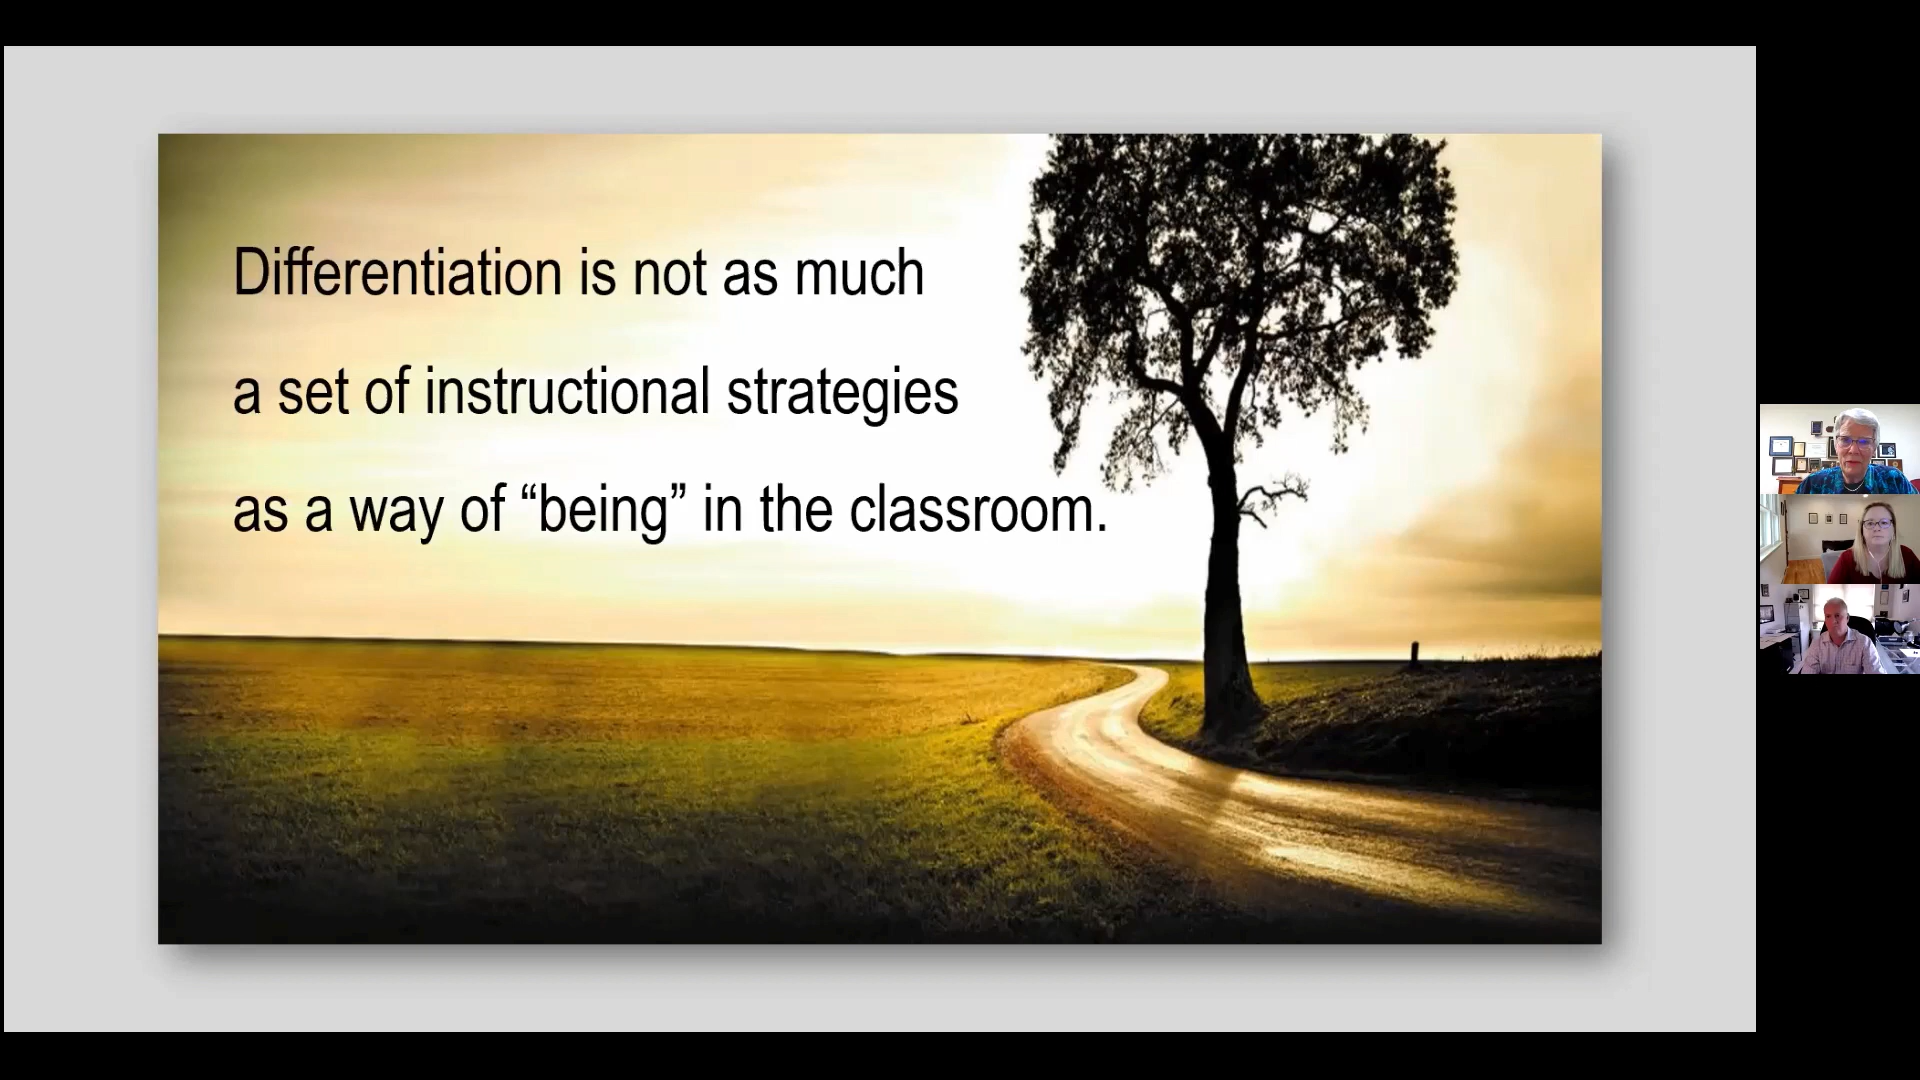 Differentiation is not as much
a set of instructional strategies
as a way of “being” in the classroom.